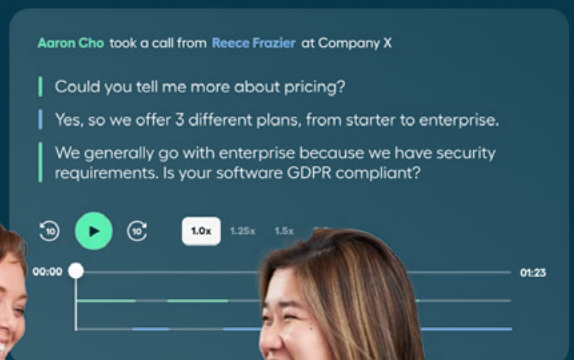 Aaron Cho took a call from Reece Frazier at Company X
Could you tell me more about pricing?
Yes, so we offer 3 different plans, from starter to enterprise.
We generally go with enterprise because we have security
requirements. Is your software GDPR compliant?
10 10 1.0x 1.25x 1.5x
00:00 01:23